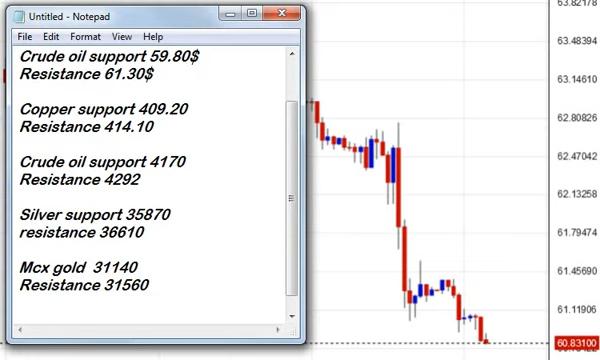 Untitled - Notepad
File Edit Format View Help
Crude oil support 59.80$
Resistance 61.30$
Copper support 409.20
Resistance 414.10
Crude oil support 4170
Resistance 4292
Silver support 35870
resistance 36610
Mcx gold 31140
Resistance 31560
63.82178
63.48394
63.14610
62.80826
62.47042
62.13258
61.79474
61.45690
61.11906
60.83100